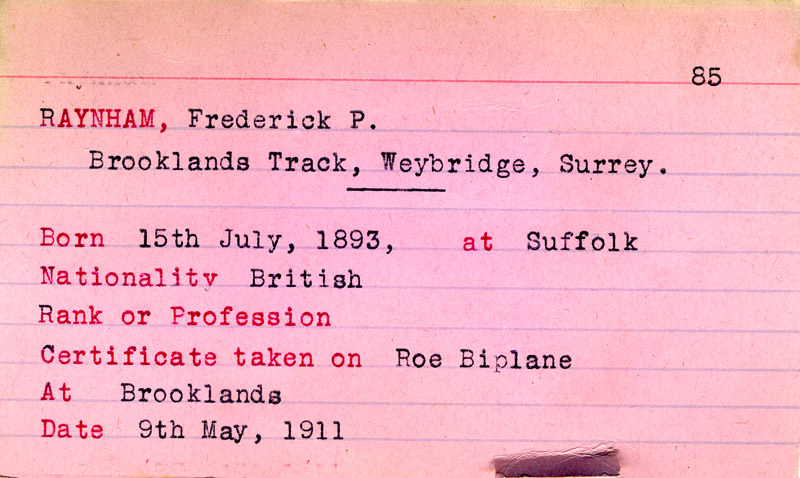 85
RAYNHAM, Frederick P.
Brooklands Track, Weybridge, Surrey.
Born 15th July, 1893, at Suffolk
Nationality British
Rank or Profession
Certificate taken on Roe Biplane
At Brooklands
Date 9th May, 1911